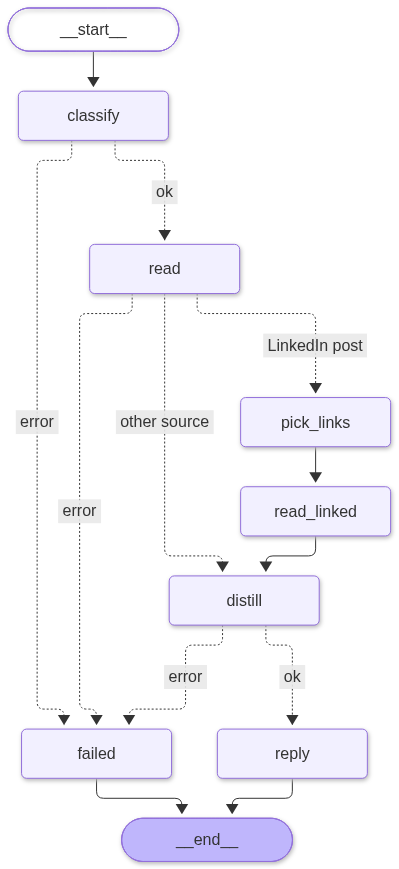 __start__
classify
ok
read
LinkedIn post
error
other source
pick_links
error
read_linked
distill
error
ok
failed
reply
__end__